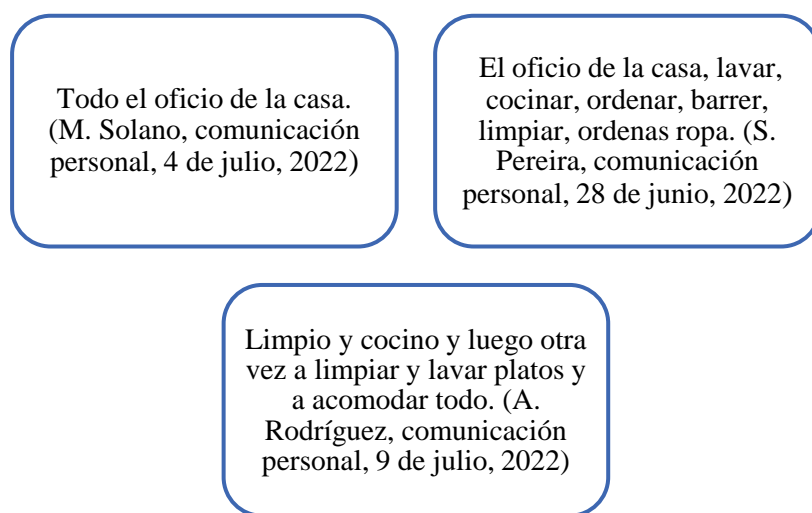 Todo el oficio de la casa.
(M. Solano, comunicación
personal, 4 de julio, 2022)
El oficio de la casa, lavar,
cocinar, ordenar, barrer,
limpiar, ordenas ropa. (S.
Pereira, comunicación
personal, 28 de junio, 2022)
Limpio y cocino y luego otra
vez a limpiar y lavar platos y
a acomodar todo. (A.
Rodríguez, comunicación
personal, 9 de julio, 2022)